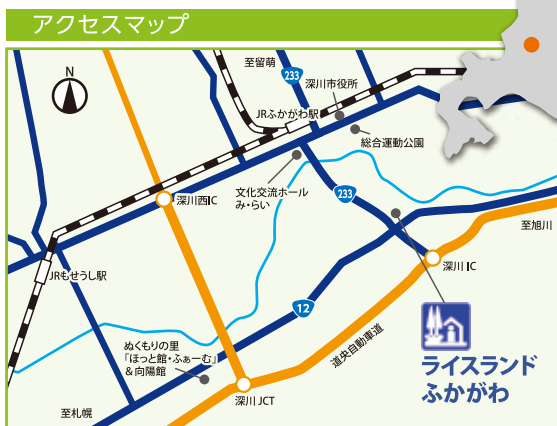 アクセスマップ
N
至留萌
233
深川市役所
JRふかがわ駅
総合運動公園
文化交流ホール
み・らい
233
深川西IC
至旭川
深川IC
JRもせうし駅
12
ライスランド
ふかがわ
ぬくもりの里
「ほっと館・ふぁーむ」
&向陽館
道央自動車道
深川JCT
至札幌